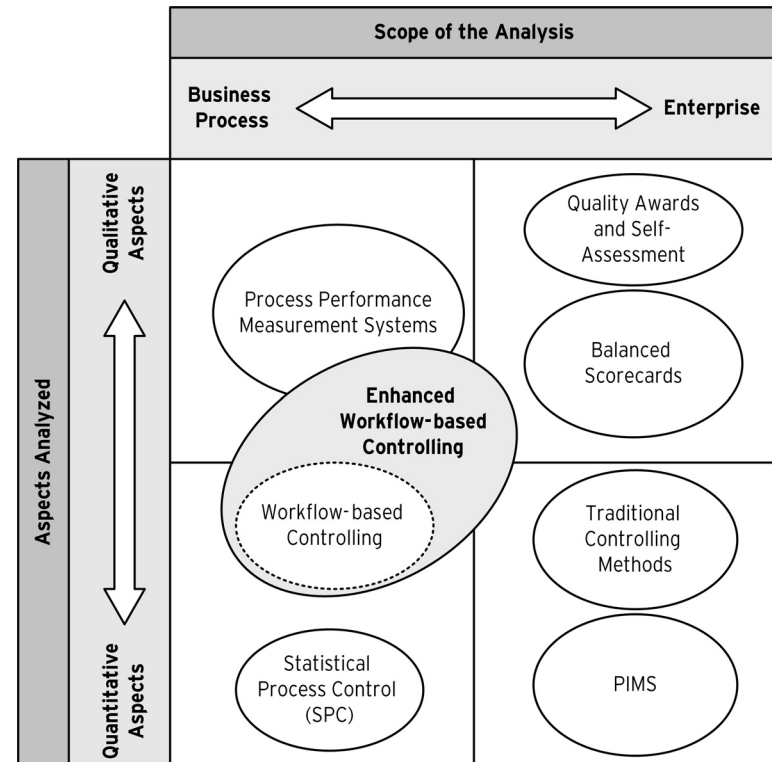 Scope of the Analysis
Business
Process
Enterprise
Aspects Analyzed
Qualitative
Aspects
Quantitative
Aspects
Process Performance
Measurement Systems
Quality Awards
and Self-
Assessment
Balanced
Scorecards
Enhanced
Workflow-based
Controlling
Workflow-based
Controlling
Traditional
Controlling
Methods
Statistical
Process Control
(SPC)
PIMS